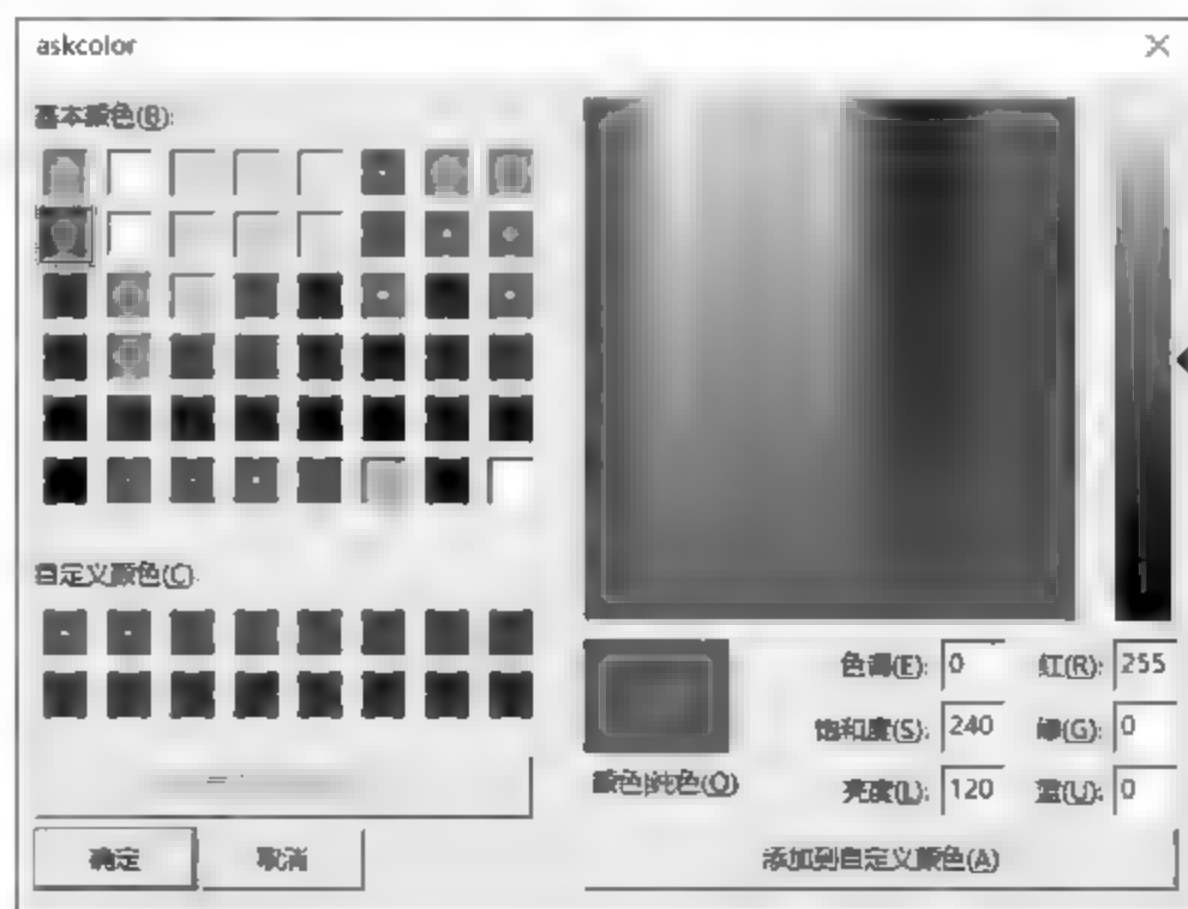 askcolor
基本颜色(B):
自定义颜色(C)
色调(E): 0 红(R): 255
饱和度(S): 240 绿(G): 0
颜色|纯色(O) 亮度(L): 120 蓝(U): 0
确定 取消 添加到自定义颜色(A)